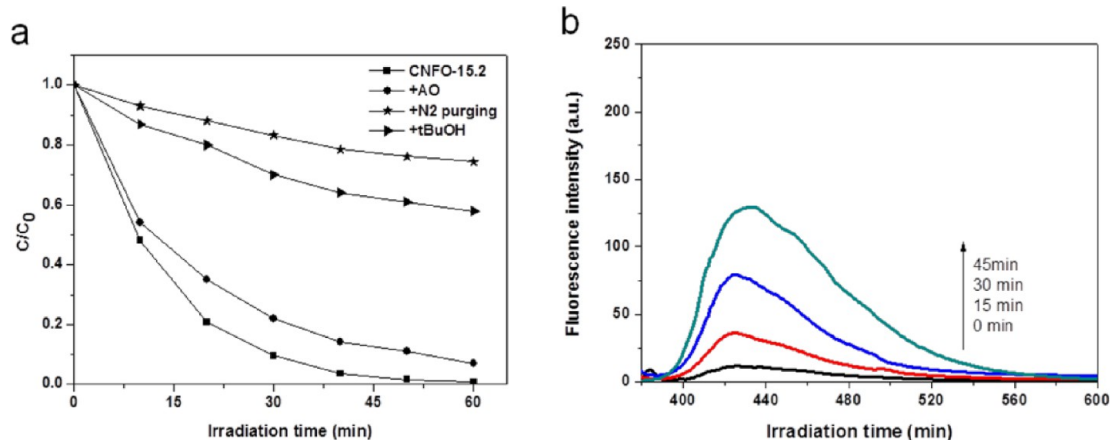 a
CNFO-15.2
+AO
+N2 purging
+tBuOH
1.0
0.8
0.6
0.4
0.2
0.0
C/C0
0
15
30
45
60
Irradiation time (min)
b
250
200
150
100
50
0
Fluorescence intensity (a.u.)
45min
30 min
15 min
0 min
400
440
480
520
560
600
Irradiation time (min)